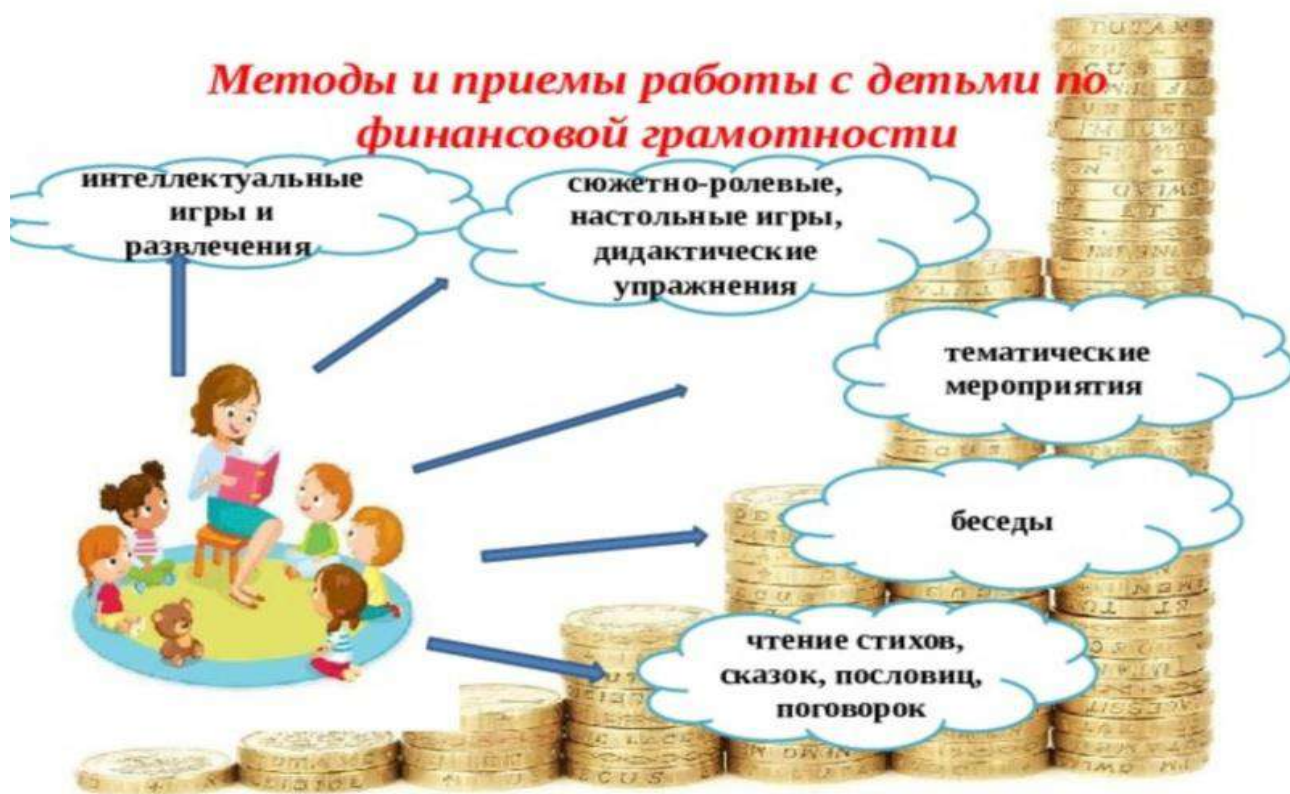 Методы и приемы работы с детьми по
финансовой грамотности
интеллектуальные
игры и
развлечения
сюжетно-ролевые,
настольные игры,
дидактические
упражнения
тематические
мероприятия
беседы
чтение стихов,
сказок, пословиц,
поговорок